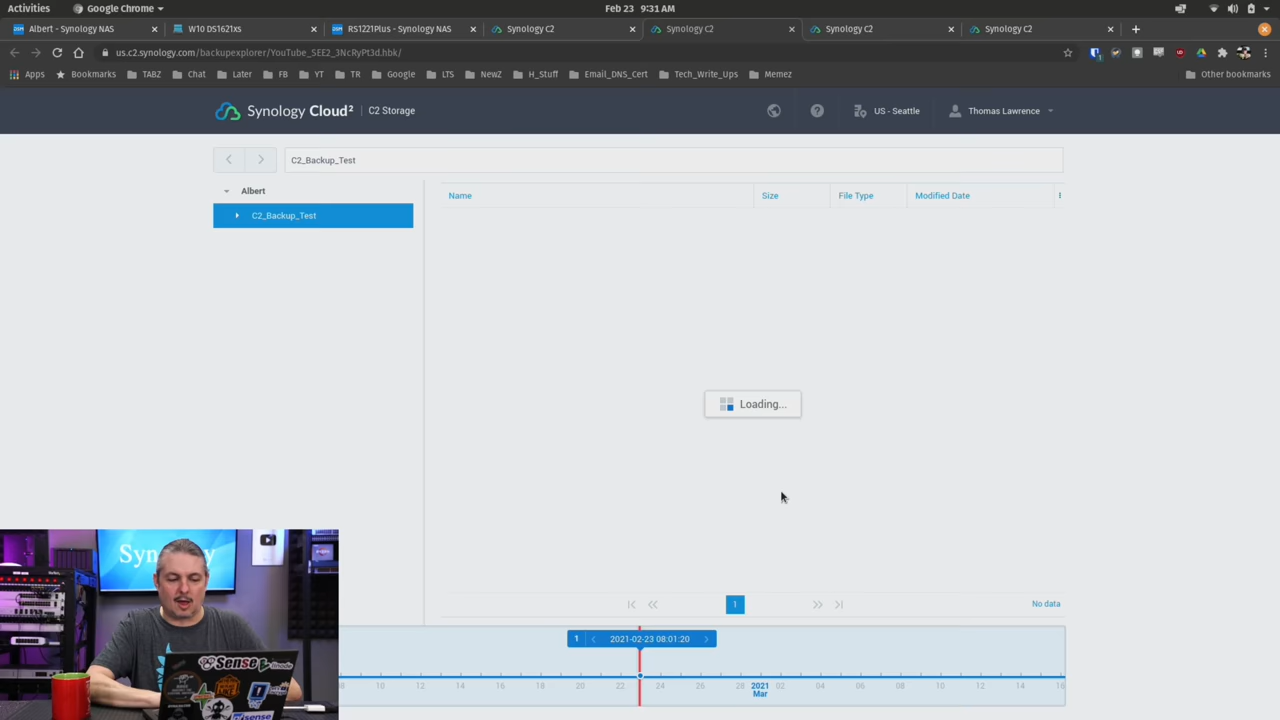 Activities
Google Chrome
Feb 23 9:31 AM
Albert - Synology NAS
W10 DS1621xs
RS1221Plus - Synology NAS
Synology C2
Synology C2
Synology C2
Synology C2
us.c2.synology.com/backupexplorer/YouTube_SEE2_3NcRyPt3d.hbk/
Apps
Bookmarks
TABZ
Chat
Later
FB
YT
TR
Google
LTS
NewZ
H_Stuff
Email_DNS_Cert
Tech_Write_Ups
Memez
Other bookmarks
Synology Cloud²
C2 Storage
US - Seattle
Thomas Lawrence
C2_Backup_Test
Albert
C2_Backup_Test
Name
Size
File Type
Modified Date
Loading...
1
No data
1
2021-02-23 08:01:20
08 10 12 14 16 18 20 22 24 26 28 2021 Mar 02 04 06 08 10 12 14 16
Synology
Sense